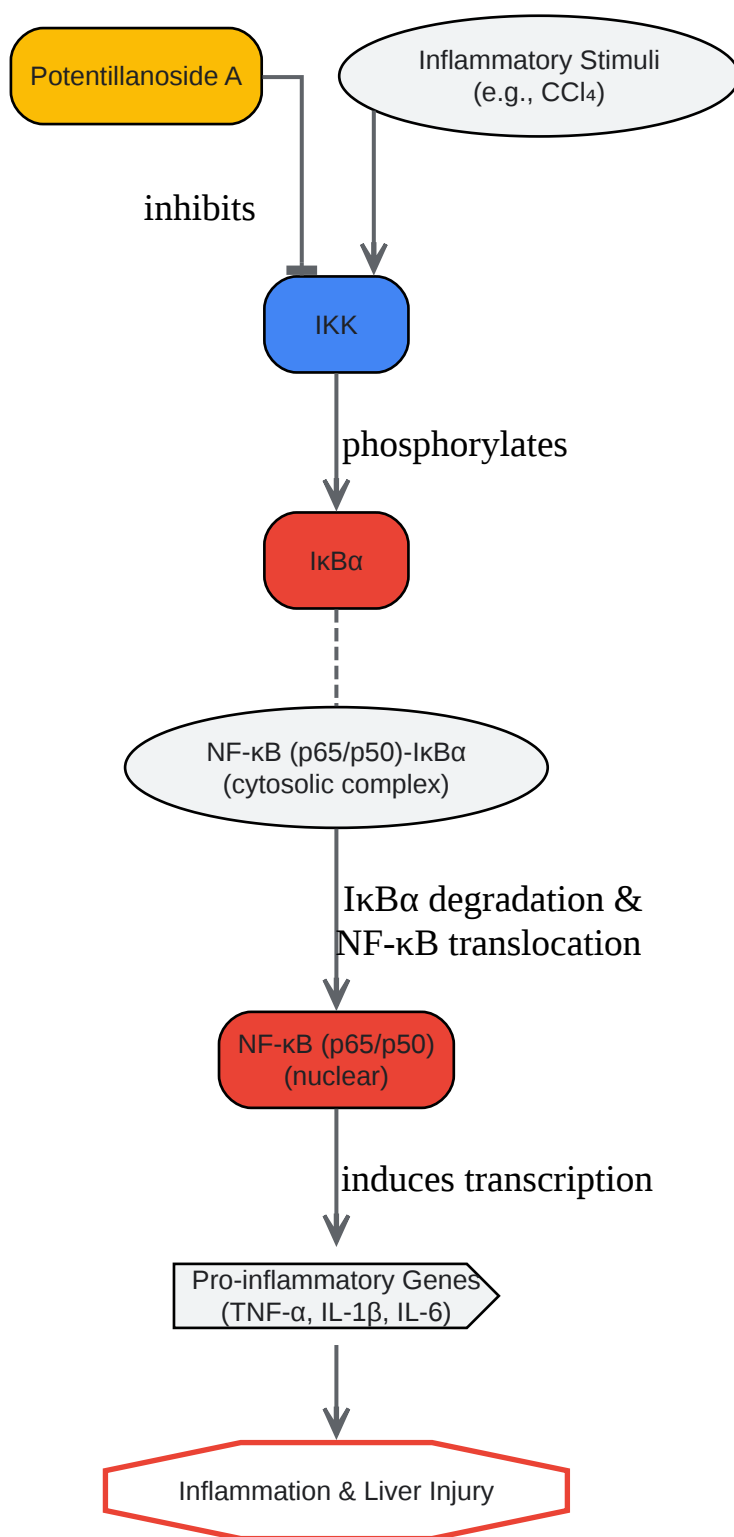 Potentillanoside A
Inflammatory Stimuli
(e.g., CCl₄)
inhibits
IKK
phosphorylates
IκBα
NF-κB (p65/p50)-IκBα
(cytosolic complex)
IκBα degradation &
NF-κB translocation
NF-κB (p65/p50)
(nuclear)
induces transcription
Pro-inflammatory Genes
(TNF-α, IL-1β, IL-6)
Inflammation & Liver Injury